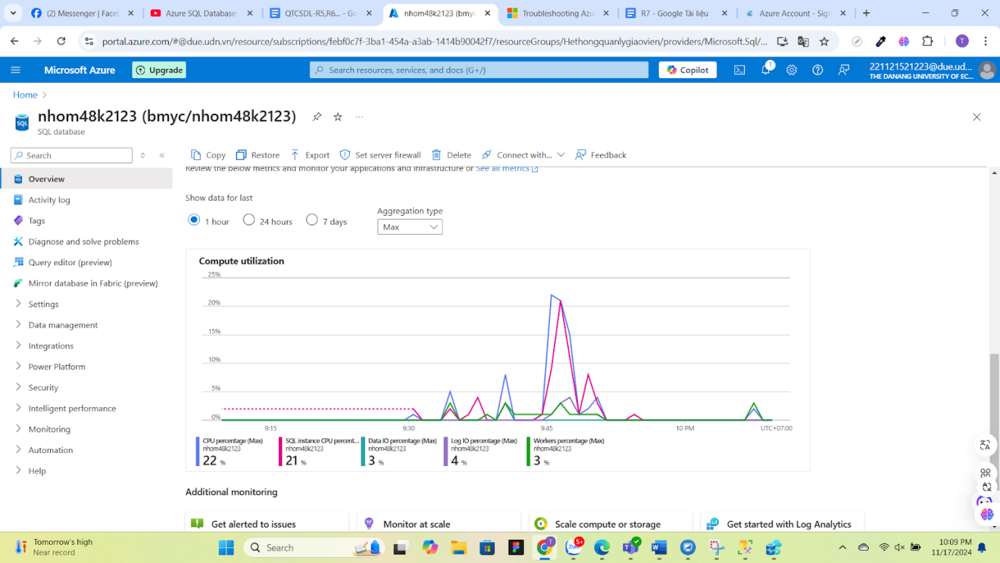 (2) Messenger | Faceb
Azure SQL Database:
QTCSDL-R5,R6... - Go
nhom48k2123 (bmyc
Troubleshooting Azu
R7 - Google Tài liệu
Azure Account - Sign
portal.azure.com/#@due.udn.vn/resource/subscriptions/febf0c7f-3ba1-454a-a3ab-1414b90042f7/resourceGroups/Hethongquanlygiaovien/providers/Microsoft.Sql/...
T
Microsoft Azure
Upgrade
Search resources, services, and docs (G+/)
Copilot
1
221121521223@due.ud...
THE DANANG UNIVERSITY OF EC...
Home
nhom48k2123 (bmyc/nhom48k2123)
SQL
SQL database
Search
Copy
Restore
Export
Set server firewall
Delete
Connect with...
Feedback
Overview
Activity log
Tags
Diagnose and solve problems
Query editor (preview)
Mirror database in Fabric (preview)
Settings
Data management
Integrations
Power Platform
Security
Intelligent performance
Monitoring
Automation
Help
Review the below metrics and monitor your applications and infrastructure or See all metrics
Show data for last
1 hour
24 hours
7 days
Aggregation type
Max
Compute utilization
25%
20%
15%
10%
5%
0%
9:15
9:30
9:45
10 PM
UTC+07:00
CPU percentage (Max)
nhom48k2123
22 %
SQL instance CPU percent...
nhom48k2123
21 %
Data IO percentage (Max)
nhom48k2123
3 %
Log IO percentage (Max)
nhom48k2123
4 %
Workers percentage (Max)
nhom48k2123
3 %
Additional monitoring
Get alerted to issues
Monitor at scale
Scale compute or storage
Get started with Log Analytics
Tomorrow's high
Near record
Search
T
Zalo
5+
10:09 PM
11/17/2024